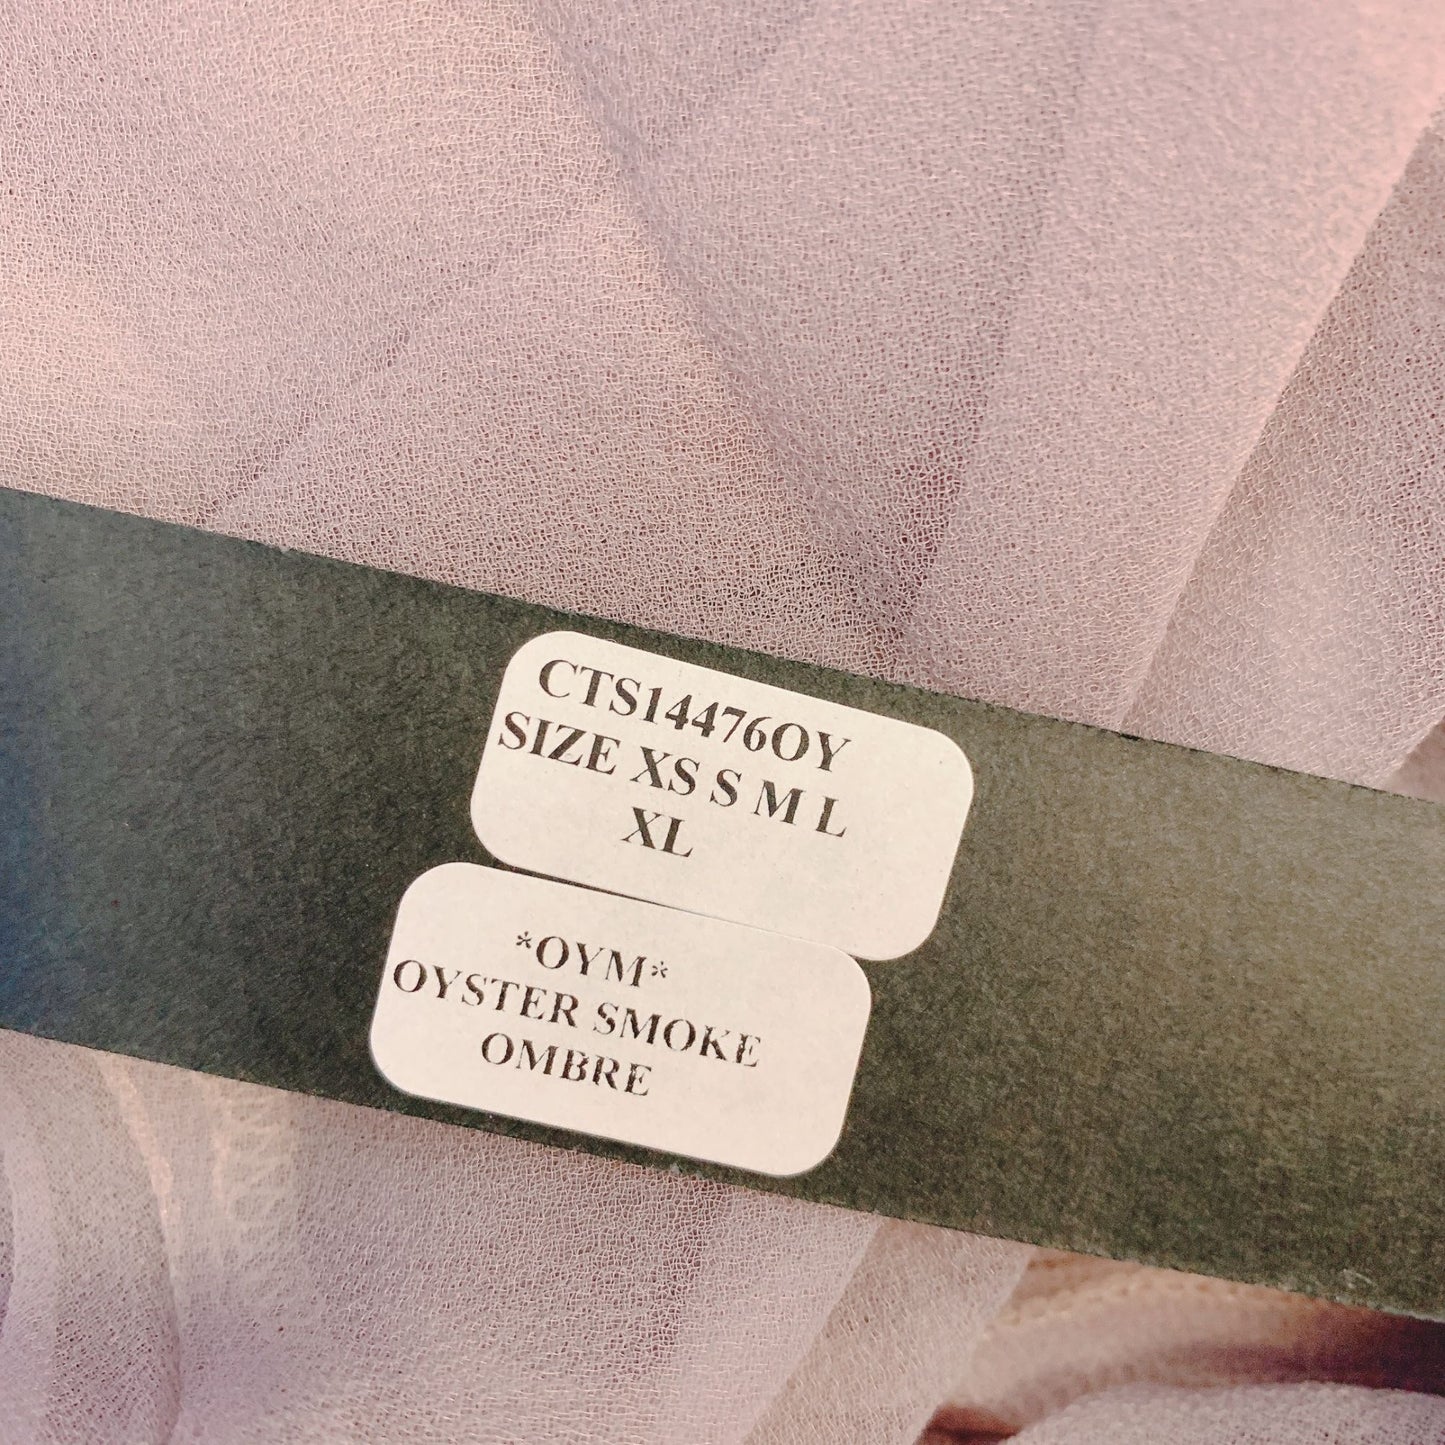 CTS14476OY
SIZE XS S M L
XL
*OYM*
OYSTER SMOKE
OMBRE